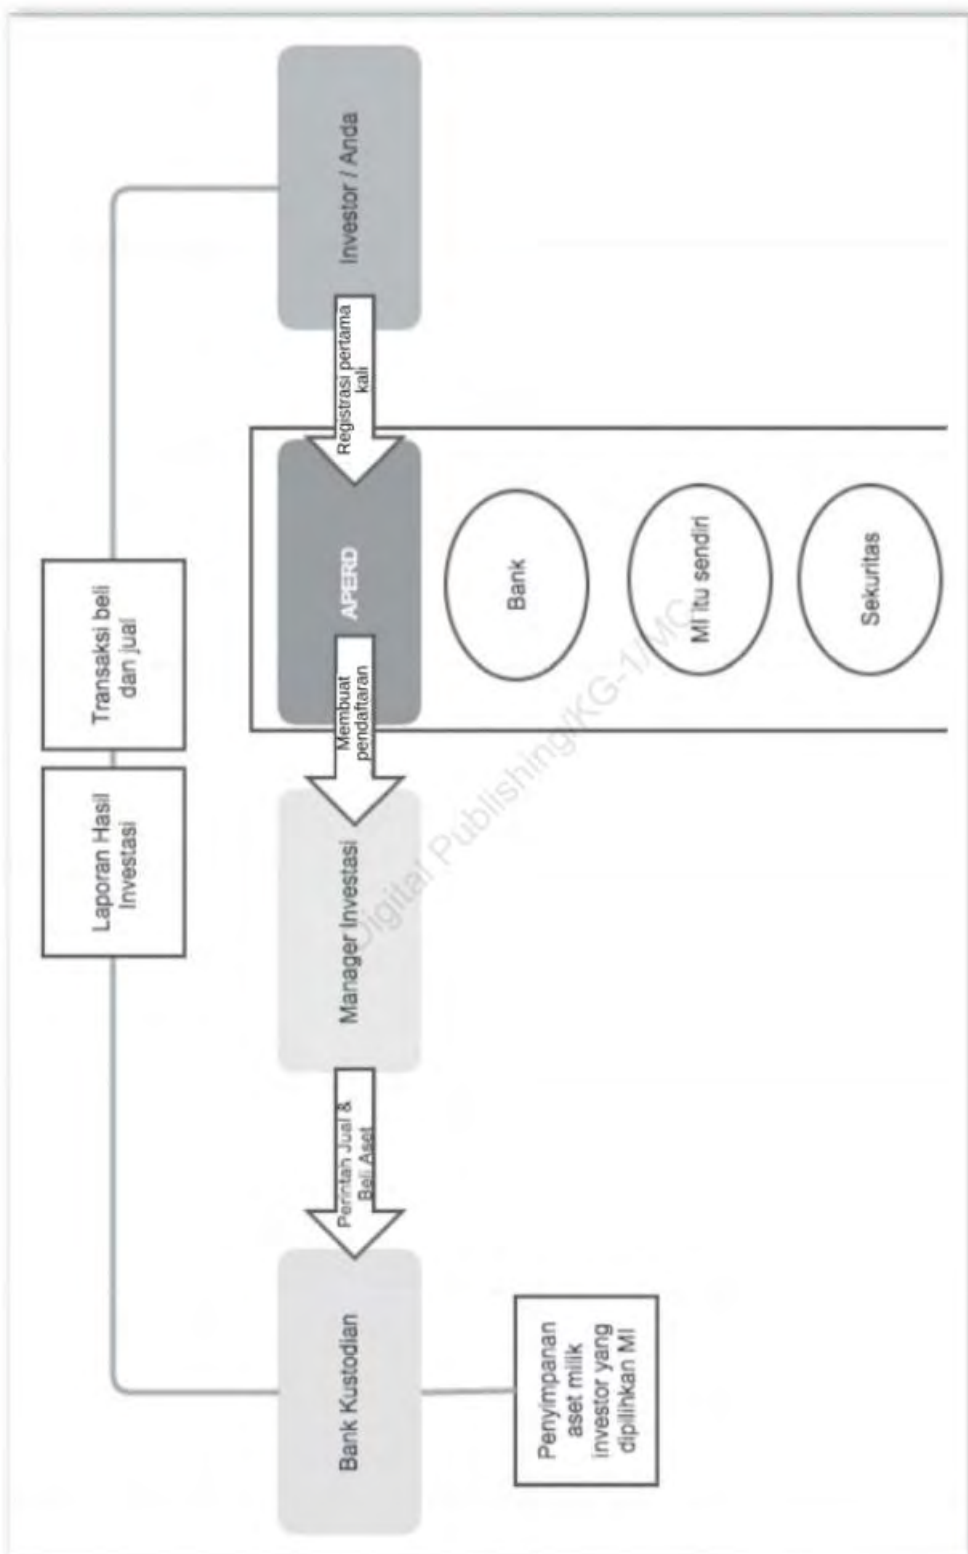 Laporan Hasil
Investasi
Transaksi beli
dan jual
Bank Kustodian
Perintah Jual &
Beli Aset
Manager Investasi
Membuat
pendaftaran
APERD
Registrasi pertama
kali
Investor / Anda
Penyimpanan
aset milik
investor yang
dipilihkan MI
Bank
MI itu sendiri
Sekuritas
Digital Publishing/KG-1/MC